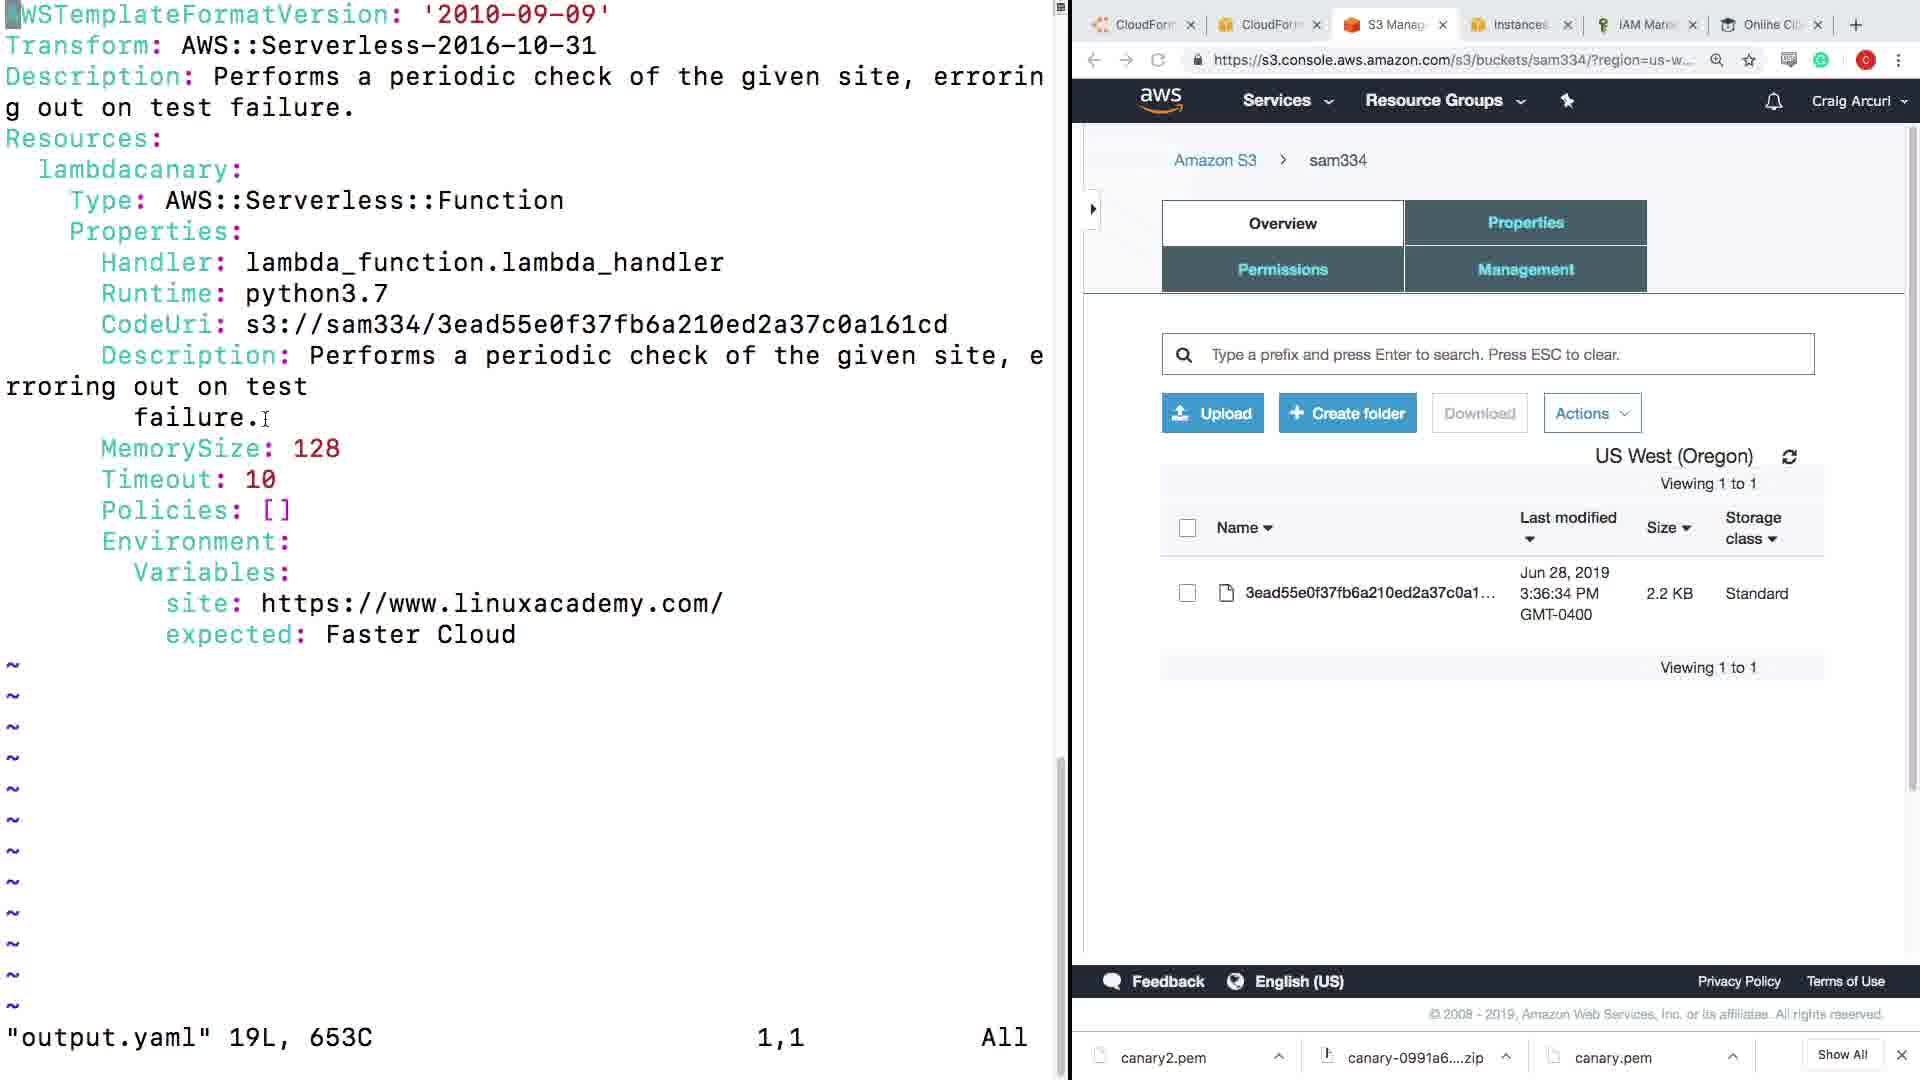 AWSTemplateFormatVersion: '2010-09-09'
Transform: AWS::Serverless-2016-10-31
Description: Performs a periodic check of the given site, errorin
g out on test failure.
Resources:
lambdacanary:
Type: AWS::Serverless::Function
Properties:
Handler: lambda_function.lambda_handler
Runtime: python3.7
CodeUri: s3://sam334/3ead55e0f37fb6a210ed2a37c0a161cd
Description: Performs a periodic check of the given site, e
rroring out on test
failure.
MemorySize: 128
Timeout: 10
Policies: []
Environment:
Variables:
site: https://www.linuxacademy.com/
expected: Faster Cloud
~
~
~
~
~
~
~
~
~
~
~
~
"output.yaml" 19L, 653C 1,1 All
CloudForm CloudForm S3 Manag Instances IAM Mana Online Clo
https://s3.console.aws.amazon.com/s3/buckets/sam334/?region=us-w...
aws Services Resource Groups Craig Arcuri
Amazon S3 > sam334
Overview Properties
Permissions Management
Type a prefix and press Enter to search. Press ESC to clear.
Upload + Create folder Download Actions
US West (Oregon)
Viewing 1 to 1
Name Last modified Size Storage class
3ead55e0f37fb6a210ed2a37c0a1... Jun 28, 2019 3:36:34 PM GMT-0400 2.2 KB Standard
Viewing 1 to 1
Feedback English (US) Privacy Policy Terms of Use
© 2008 - 2019, Amazon Web Services, Inc. or its affiliates. All rights reserved.
canary2.pem canary-0991a6....zip canary.pem Show All